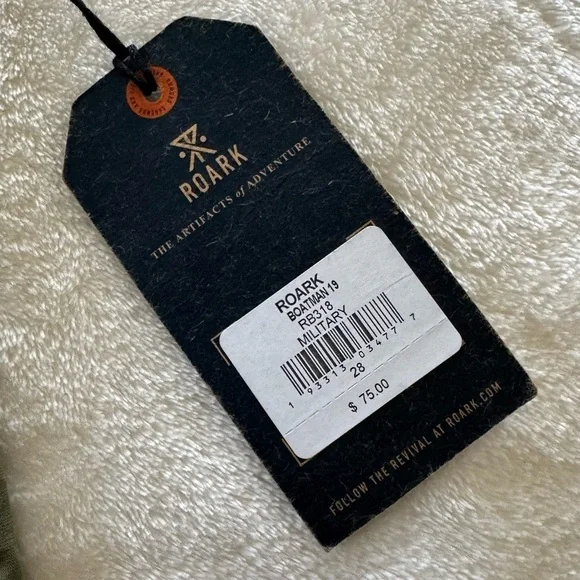 ROARK
THE ARTIFACTS of ADVENTURE
ROARK
BOATMAN 19
RB318
MILITARY
1 93313 03477 7
28
$ 75.00
FOLLOW THE REVIVAL AT ROARK.COM